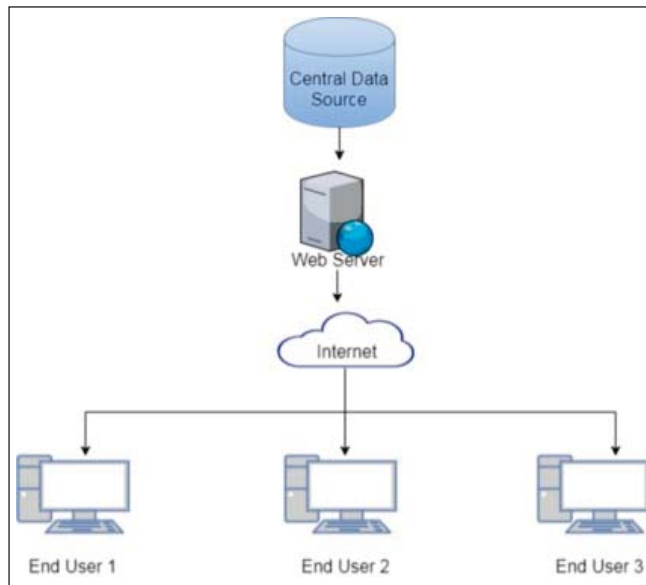 Central Data
Source
Web Server
Internet
End User 1
End User 2
End User 3